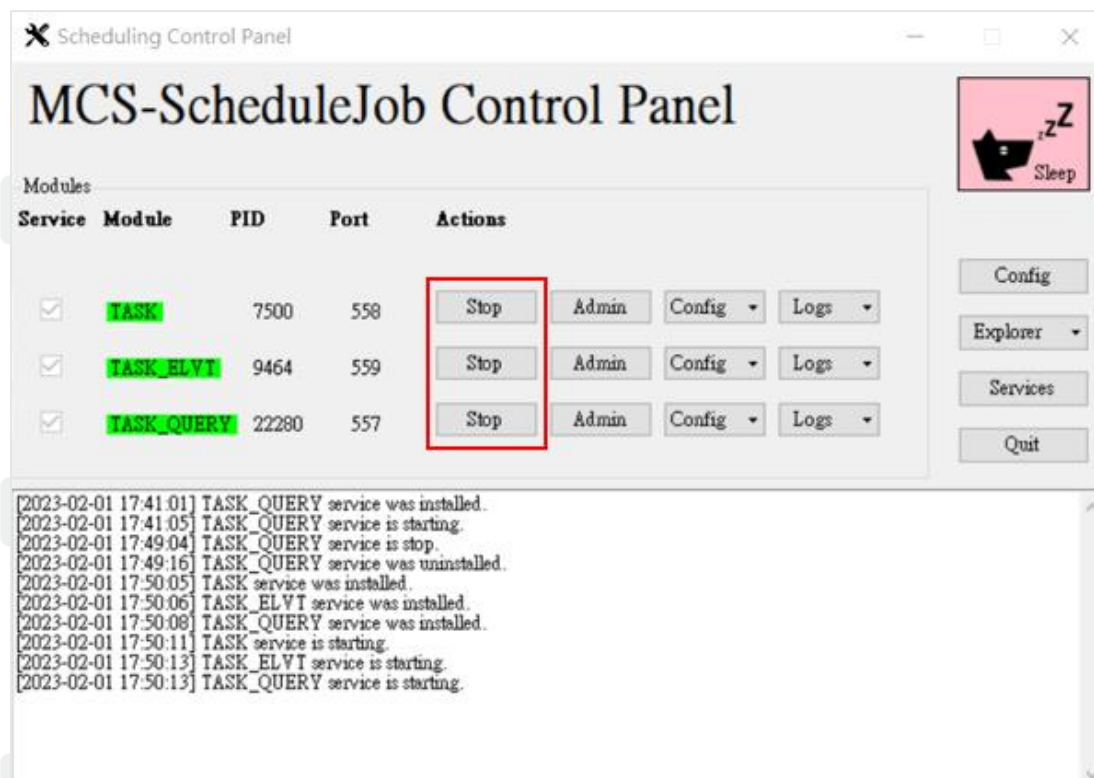 Scheduling Control Panel
MCS-ScheduleJob Control Panel
zzZ
Sleep
Modules
Service Module PID Port Actions
Config
TASK 7500 558 Stop Admin Config Logs
Explorer
TASK_ELVT 9464 559 Stop Admin Config Logs
Services
TASK_QUERY 22280 557 Stop Admin Config Logs
Quit
[2023-02-01 17:41:01] TASK_QUERY service was installed.
[2023-02-01 17:41:05] TASK_QUERY service is starting.
[2023-02-01 17:49:04] TASK_QUERY service is stop.
[2023-02-01 17:49:16] TASK_QUERY service was uninstalled.
[2023-02-01 17:50:05] TASK service was installed.
[2023-02-01 17:50:06] TASK_ELVT service was installed.
[2023-02-01 17:50:08] TASK_QUERY service was installed.
[2023-02-01 17:50:11] TASK service is starting.
[2023-02-01 17:50:13] TASK_ELVT service is starting.
[2023-02-01 17:50:13] TASK_QUERY service is starting.